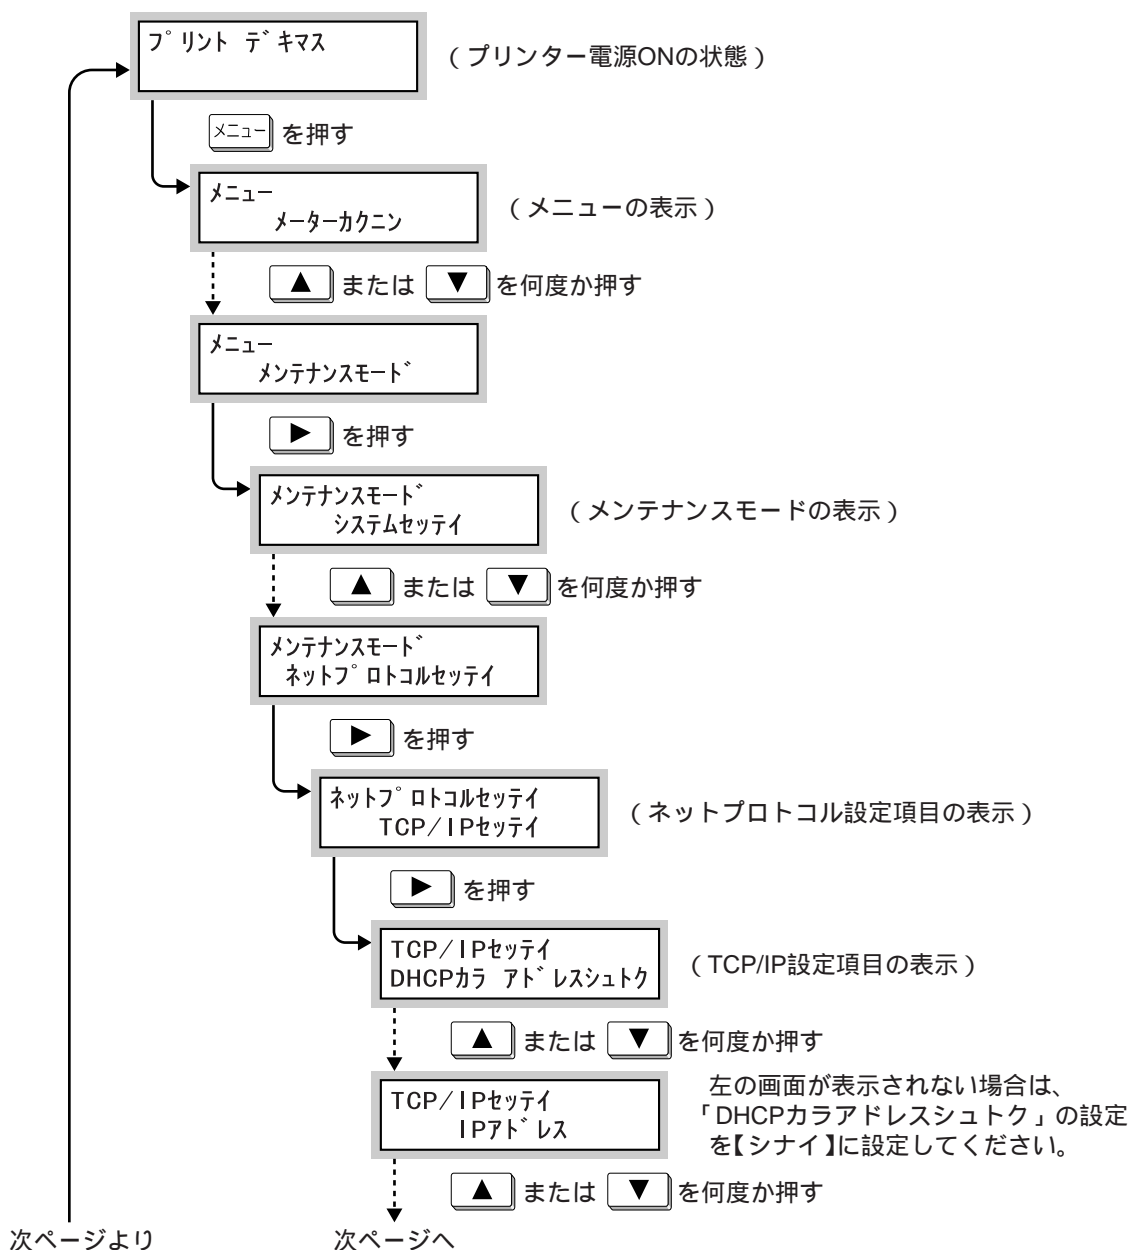 プリント デキマス
（プリンター電源ONの状態）
メニュー を押す
メニュー
メーターカクニン
（メニューの表示）
▲ または ▼ を何度か押す
メニュー
メンテナンスモード
▶ を押す
メンテナンスモード
システムセッテイ
（メンテナンスモードの表示）
▲ または ▼ を何度か押す
メンテナンスモード
ネットプロトコルセッテイ
▶ を押す
ネットプロトコルセッテイ
TCP/IPセッテイ
（ネットプロトコル設定項目の表示）
▶ を押す
TCP/IPセッテイ
DHCPカラ アドレスシュトク
（TCP/IP設定項目の表示）
▲ または ▼ を何度か押す
TCP/IPセッテイ
IPアドレス
左の画面が表示されない場合は、
「DHCPカラアドレスシュトク」の設定
を【シナイ】に設定してください。
▲ または ▼ を何度か押す
次ページより
次ページへ